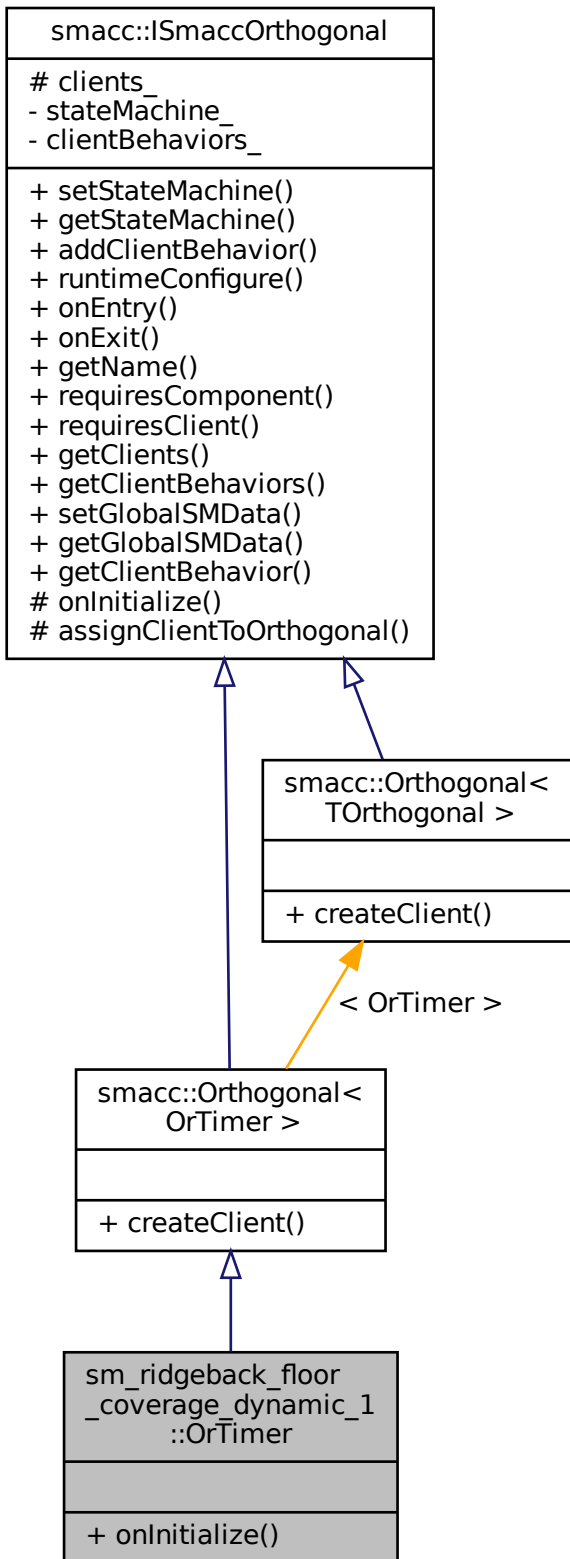 smacc::ISmaccOrthogonal
# clients_
- stateMachine_
- clientBehaviors_
+ setStateMachine()
+ getStateMachine()
+ addClientBehavior()
+ runtimeConfigure()
+ onEntry()
+ onExit()
+ getName()
+ requiresComponent()
+ requiresClient()
+ getClients()
+ getClientBehaviors()
+ setGlobalSMData()
+ getGlobalSMData()
+ getClientBehavior()
# onInitialize()
# assignClientToOrthogonal()
smacc::Orthogonal<
TOrthogonal >
+ createClient()
< OrTimer >
smacc::Orthogonal<
OrTimer >
+ createClient()
sm_ridgeback_floor
_coverage_dynamic_1
::OrTimer
+ onInitialize()